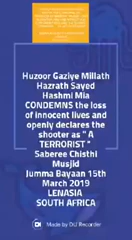 Huzoor Gaziye Millath
Hazrath Sayed
Hashmi Mia
CONDEMNS the loss
of innocent lives and
openly declares the
shooter as " A
TERRORIST "
Saberee Chisthi
Musjid
Jumma Bayaan 15th
March 2019
LENASIA
SOUTH AFRICA
Made by DU Recorder